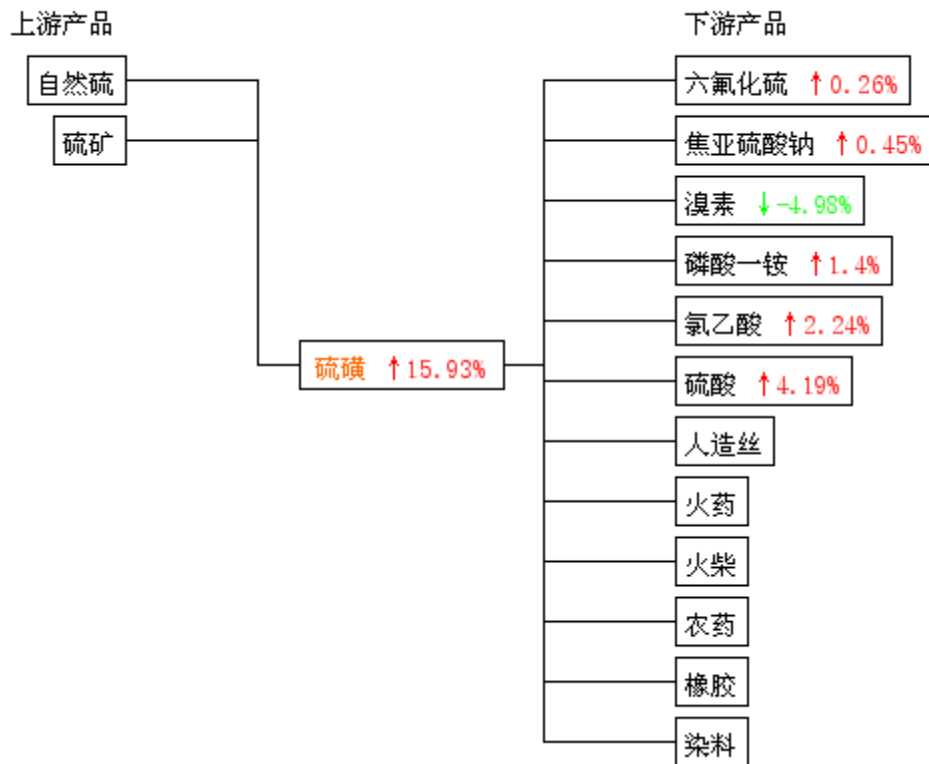 上游产品
下游产品
自然硫
硫矿
硫磺 ↑15.93%
六氟化硫 ↑0.26%
焦亚硫酸钠 ↑0.45%
溴素 ↓-4.98%
磷酸一铵 ↑1.4%
氯乙酸 ↑2.24%
硫酸 ↑4.19%
人造丝
火药
火柴
农药
橡胶
染料